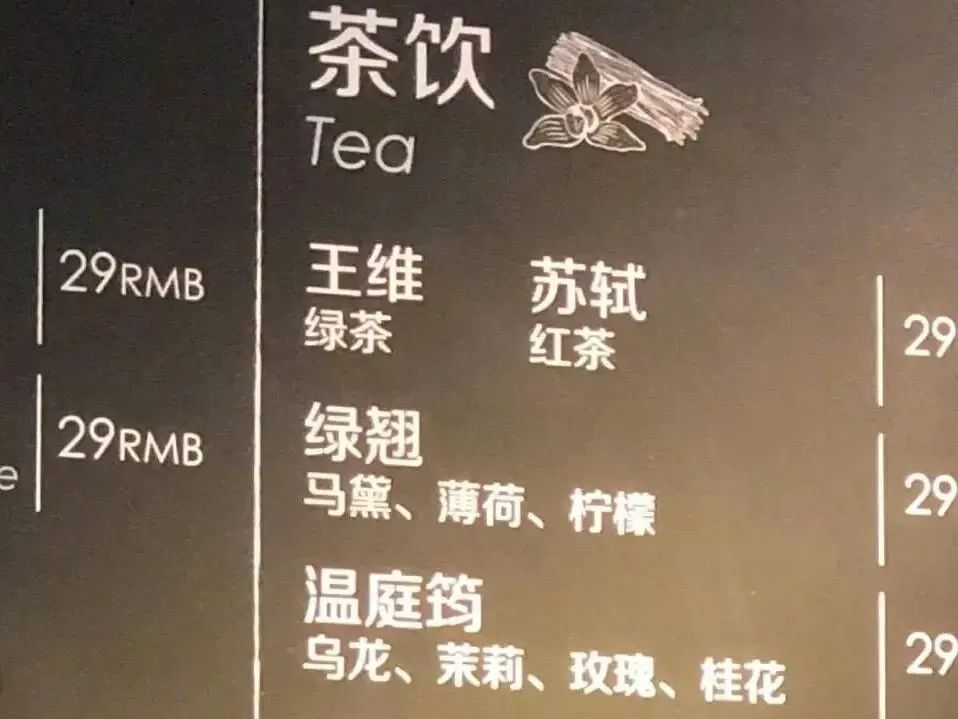 茶饮
Tea
29RMB
29RMB
e
王维 苏轼
绿茶 红茶
29
绿翘
马黛、薄荷、柠檬
29
温庭筠
乌龙、茉莉、玫瑰、桂花
29